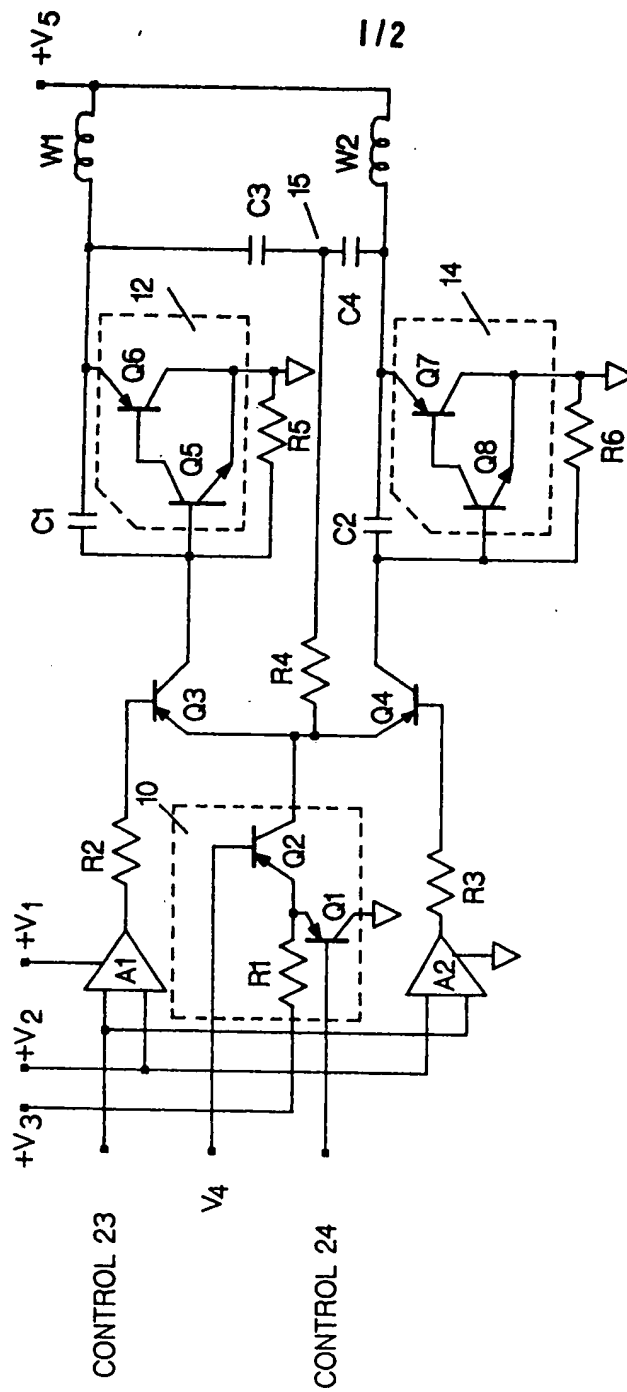 1/2
+V5
W1
W2
C3
15
C4
12
14
Q6
Q5
R5
Q7
Q8
R6
C1
C2
R4
Q3
Q4
10
R2
Q2
Q1
R1
R3
+V1
A1
A2
+V2
+V3
CONTROL 23
V4
CONTROL 24